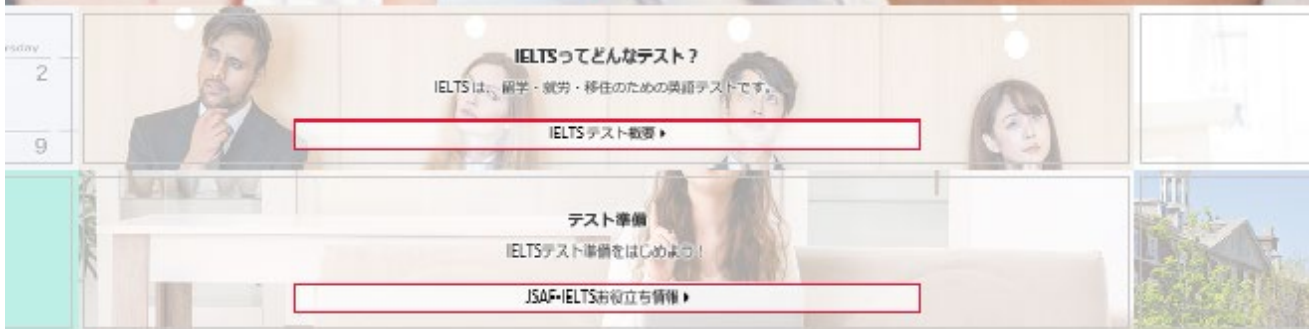 IELTSってどんなテスト？
2
IELTSは、留学・就労・移住のための英語テストです。
IELTSテスト概要
9
テスト準備
IELTSテスト準備をはじめよう！
JSAF-IELTSお役立ち情報